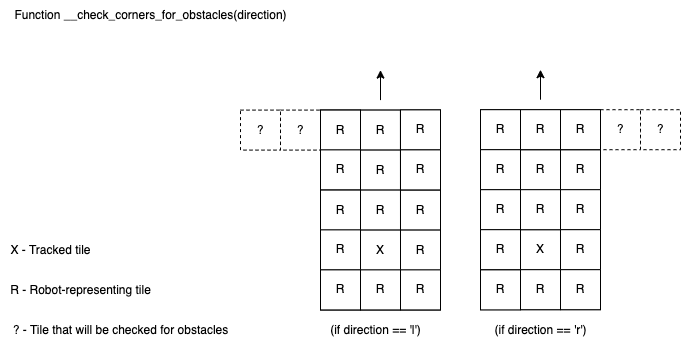 Function __check_corners_for_obstacles(direction)
? ? R R R R R R ? ?
R R R R R R
R R R R R R
X - Tracked tile R X R R X R
R - Robot-representing tile R R R R R R
? - Tile that will be checked for obstacles (if direction == 'l') (if direction == 'r')